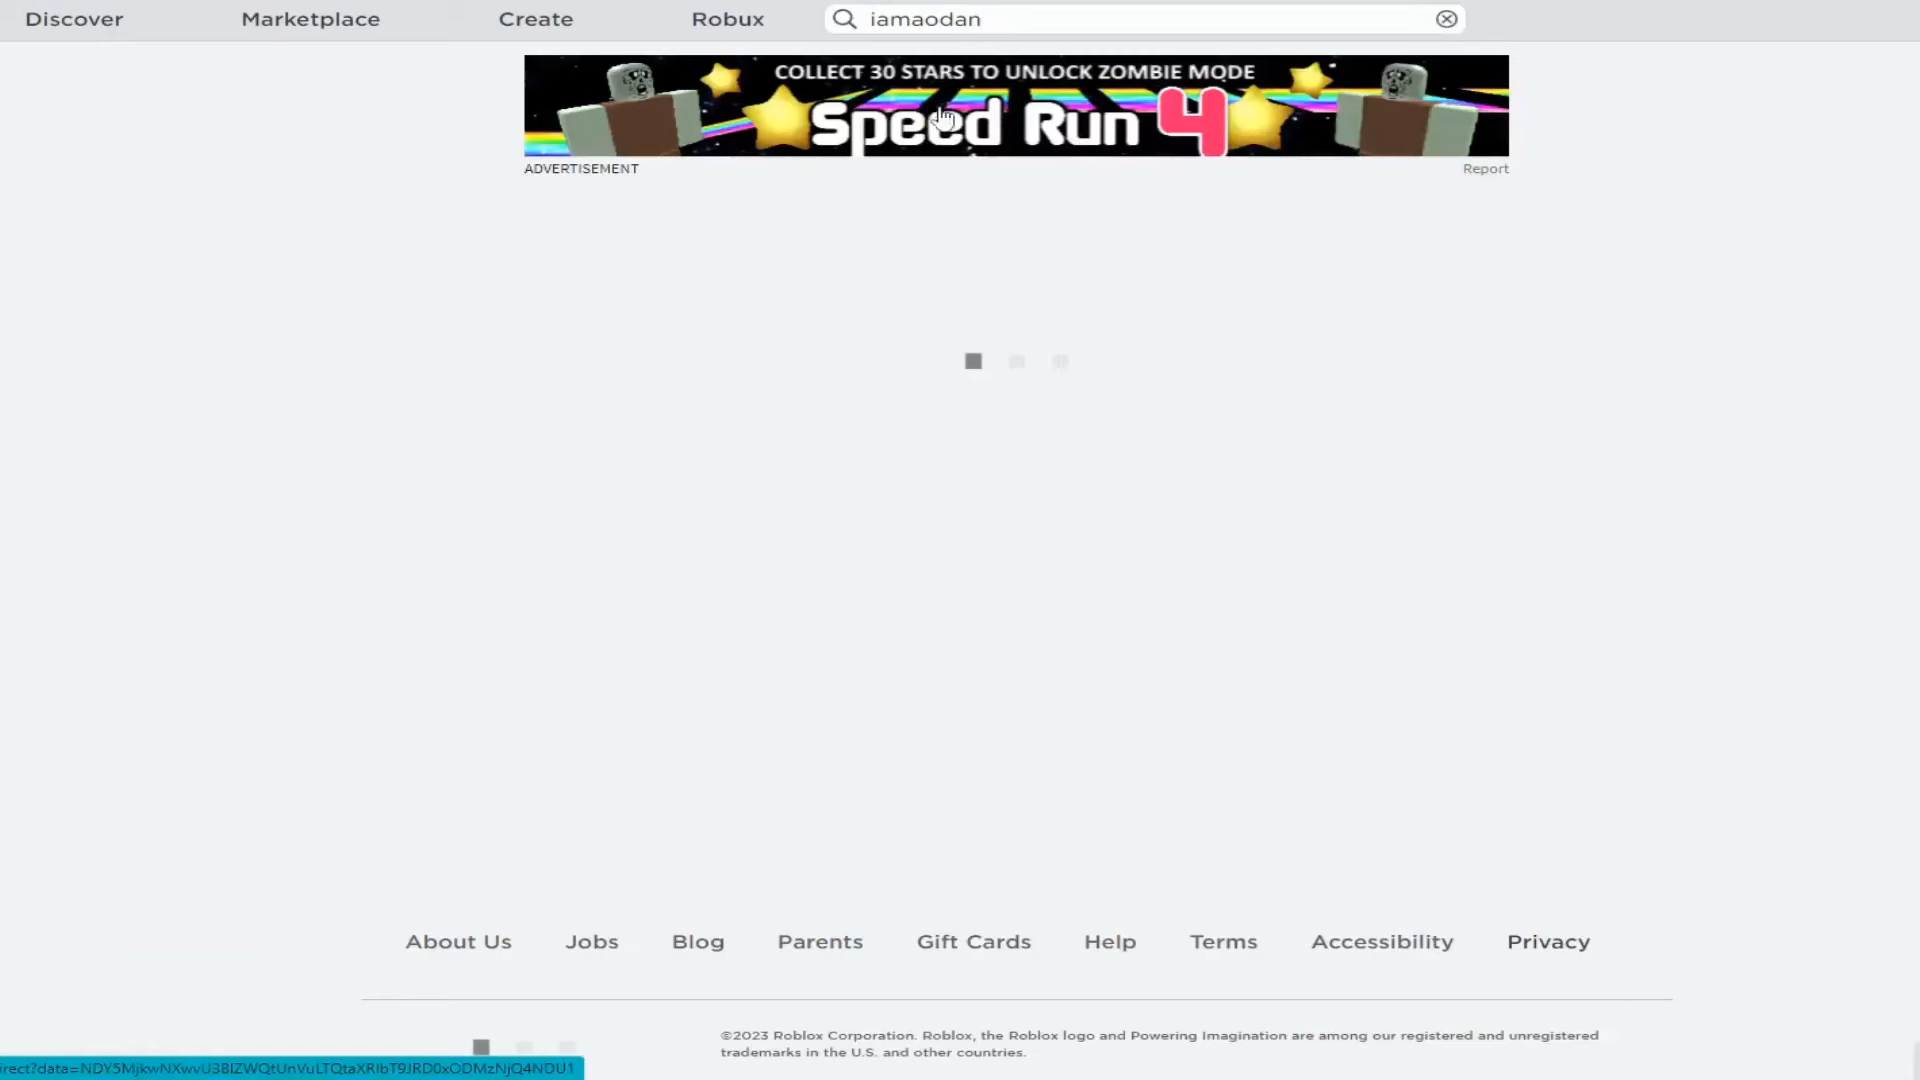 Discover Marketplace Create Robux iamaodan
COLLECT 30 STARS TO UNLOCK ZOMBIE MODE
Speed Run 4
ADVERTISEMENT Report
About Us Jobs Blog Parents Gift Cards Help Terms Accessibility Privacy
©2023 Roblox Corporation. Roblox, the Roblox logo and Powering Imagination are among our registered and unregistered
trademarks in the U.S. and other countries.